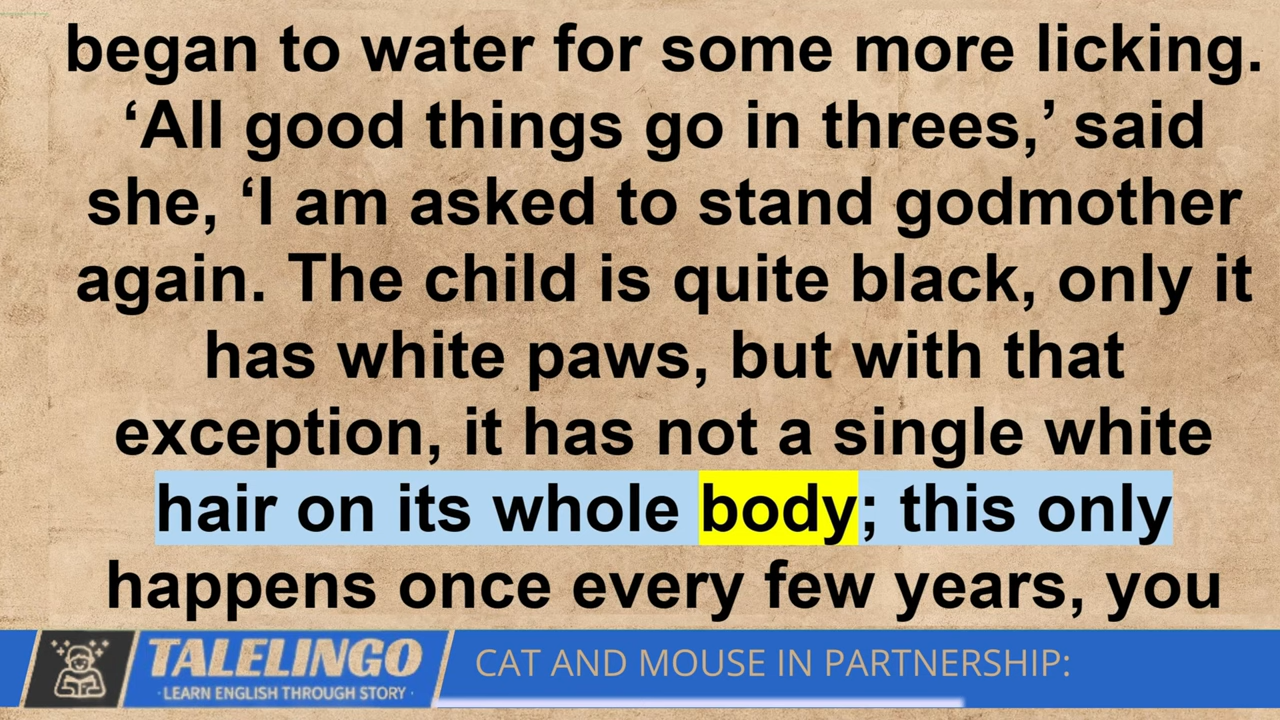 began to water for some more licking.
‘All good things go in threes,’ said
she, ‘I am asked to stand godmother
again. The child is quite black, only it
has white paws, but with that
exception, it has not a single white
hair on its whole body; this only
happens once every few years, you
TALELINGO
· LEARN ENGLISH THROUGH STORY ·
CAT AND MOUSE IN PARTNERSHIP: